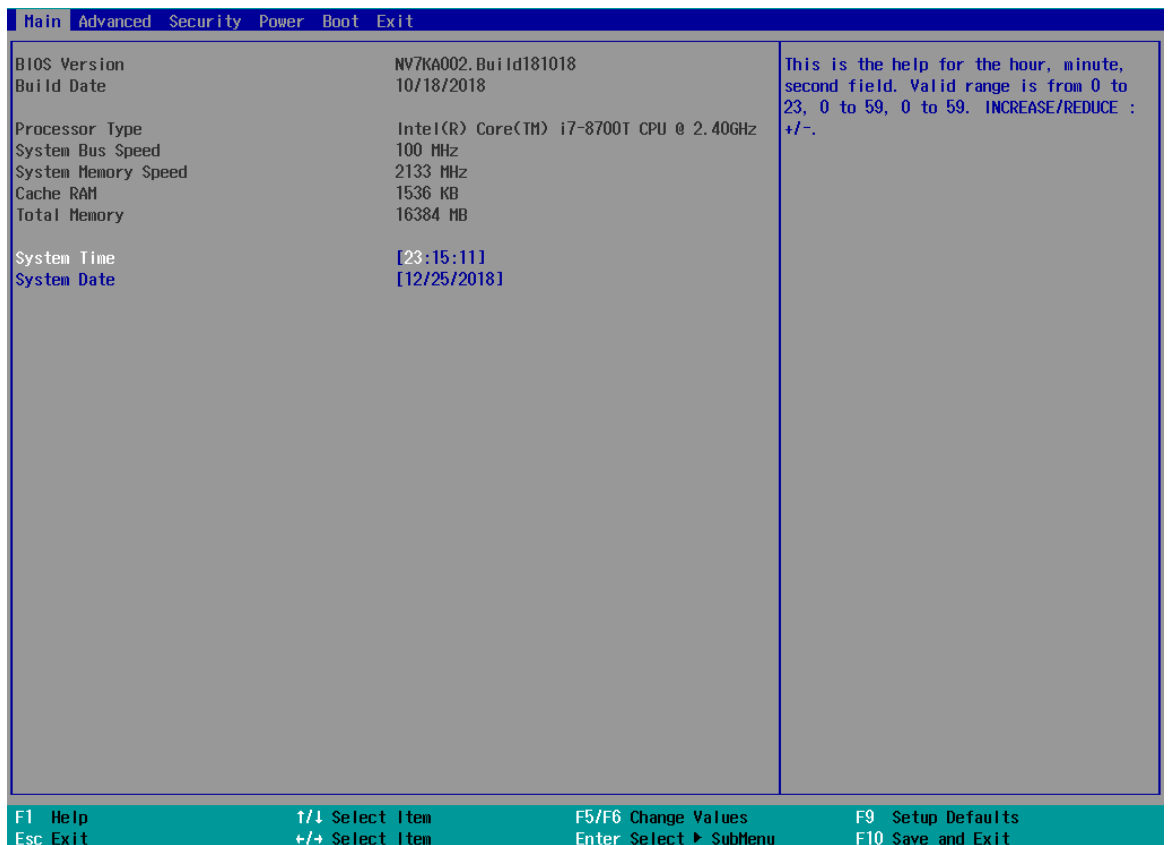 Main Advanced Security Power Boot Exit
BIOS Version NV7KA002.Build181018
Build Date 10/18/2018
Processor Type Intel(R) Core(TM) i7-8700T CPU @ 2.40GHz
System Bus Speed 100 MHz
System Memory Speed 2133 MHz
Cache RAM 1536 KB
Total Memory 16384 MB
System Time [23:15:11]
System Date [12/25/2018]
This is the help for the hour, minute,
second field. Valid range is from 0 to
23, 0 to 59, 0 to 59. INCREASE/REDUCE :
+/-.
F1 Help ↑/↓ Select Item F5/F6 Change Values F9 Setup Defaults
Esc Exit ←/→ Select Item Enter Select ▶ SubMenu F10 Save and Exit